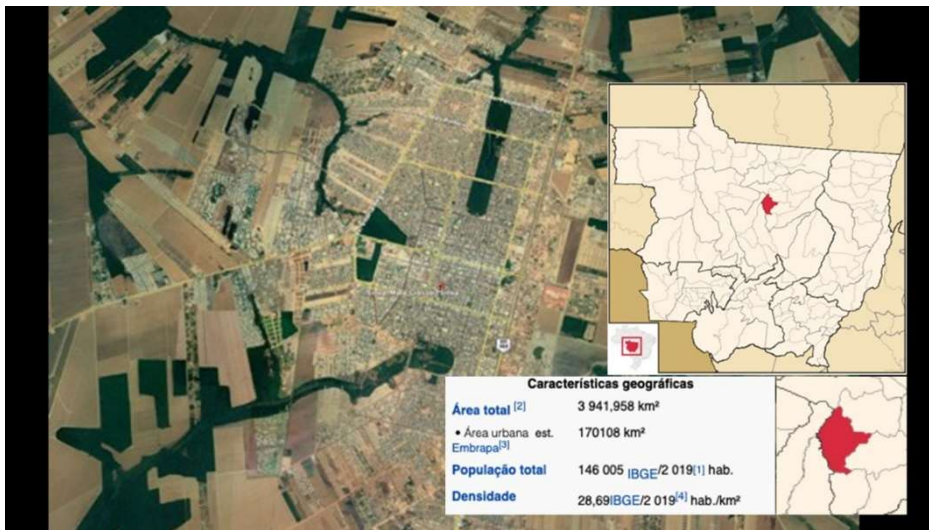 Características geográficas
Área total [2] 3 941,958 km²
• Área urbana est. Embrapa[3] 170108 km²
População total 146 005 IBGE/2 019[1] hab.
Densidade 28,69IBGE/2 019[4] hab./km²